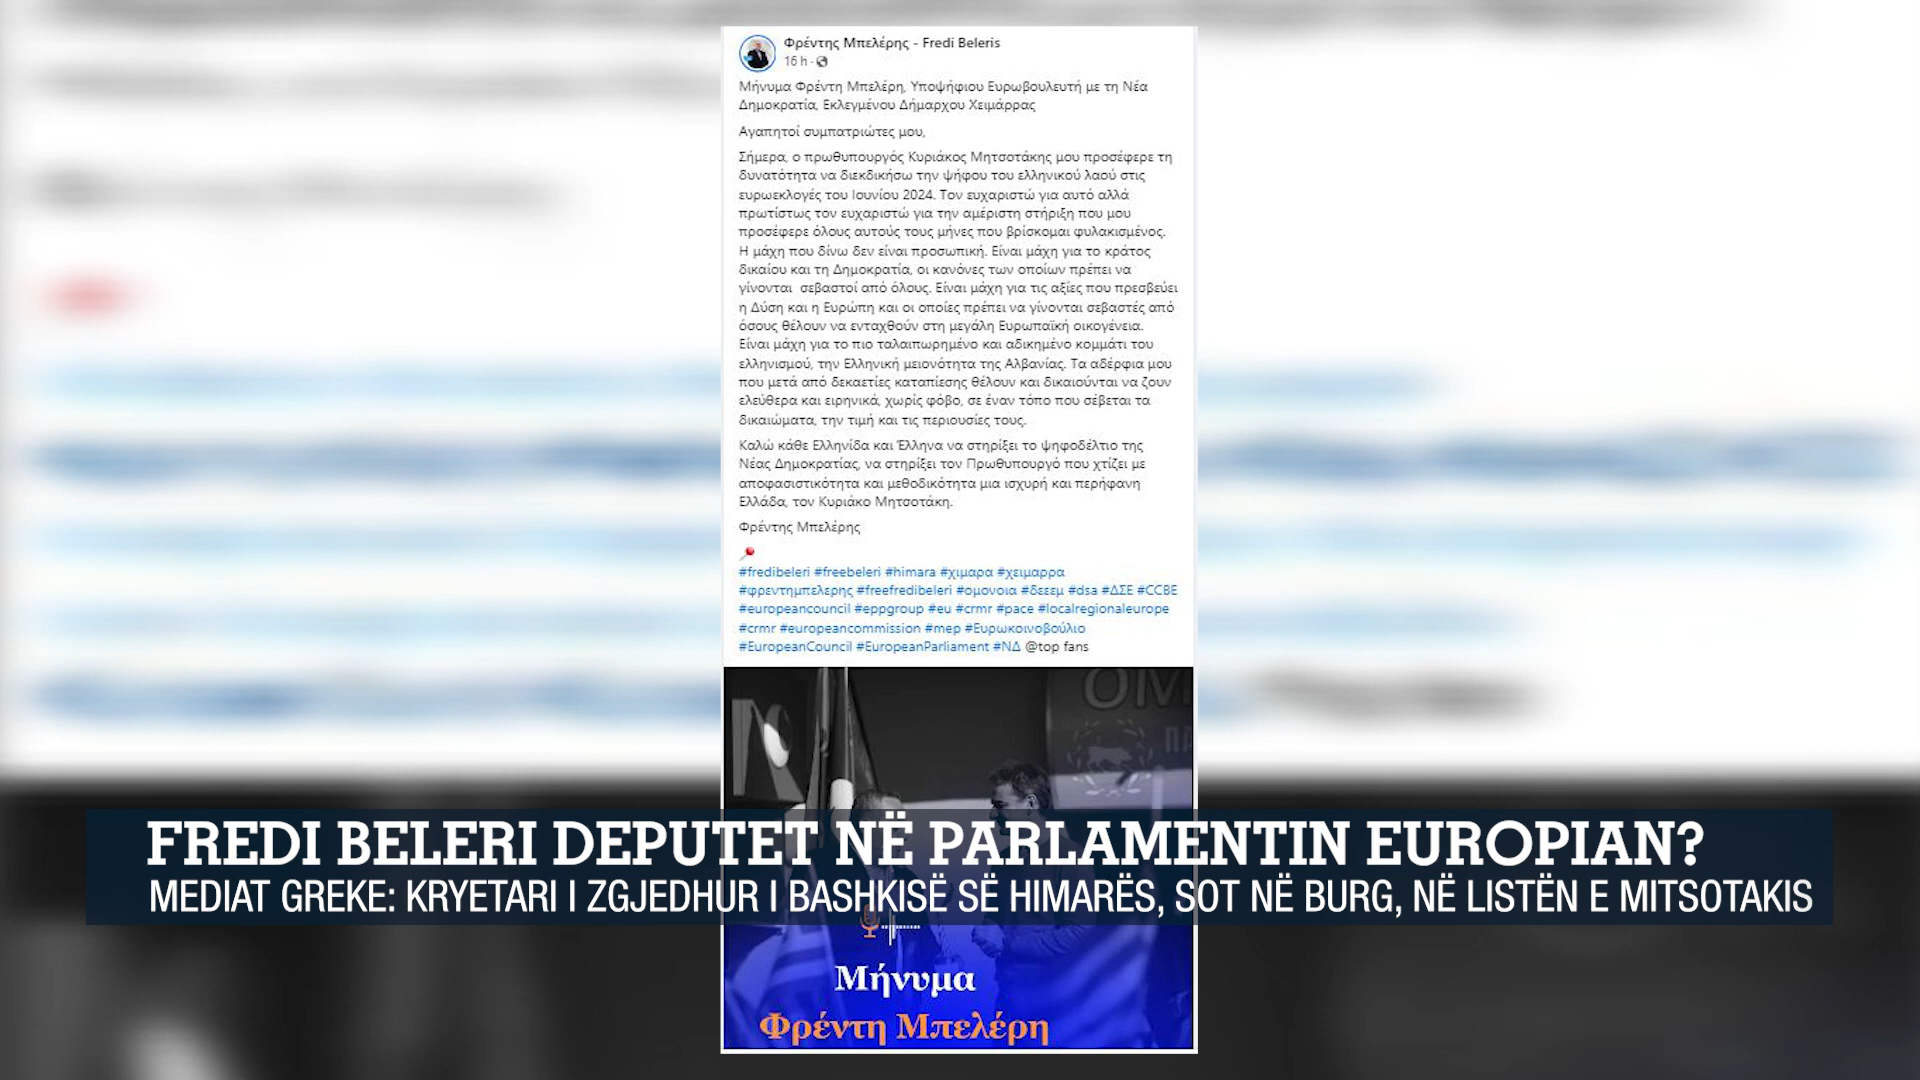 Φρέντης Μπελέρης - Fredi Beleris
16 h ·
Μήνυμα Φρέντη Μπελέρη, Υποψήφιου Ευρωβουλευτή με τη Νέα
Δημοκρατία, Εκλεγμένου Δήμαρχου Χειμάρρας
Αγαπητοί συμπατριώτες μου,
Σήμερα, ο πρωθυπουργός Κυριάκος Μητσοτάκης μου προσέφερε τη
δυνατότητα να διεκδικήσω την ψήφου του ελληνικού λαού στις
ευρωεκλογές του Ιουνίου 2024. Τον ευχαριστώ για αυτό αλλά
πρωτίστως τον ευχαριστώ για την αμέριστη στήριξη που μου
προσέφερε όλους αυτούς τους μήνες που βρίσκομαι φυλακισμένος.
Η μάχη που δίνω δεν είναι προσωπική. Είναι μάχη για το κράτος
δικαίου και τη Δημοκρατία, οι κανόνες των οποίων πρέπει να
γίνονται σεβαστοί από όλους. Είναι μάχη για τις αξίες που πρεσβεύει
η Δύση και η Ευρώπη και οι οποίες πρέπει να γίνονται σεβαστές από
όσους θέλουν να ενταχθούν στη μεγάλη Ευρωπαϊκή οικογένεια.
Είναι μάχη για το πιο ταλαιπωρημένο και αδικημένο κομμάτι του
ελληνισμού, την Ελληνική μειονότητα της Αλβανίας. Τα αδέρφια μου
που μετά από δεκαετίες καταπίεσης θέλουν και δικαιούνται να ζουν
ελεύθερα και ειρηνικά, χωρίς φόβο, σε έναν τόπο που σέβεται τα
δικαιώματα, την τιμή και τις περιουσίες τους.
Καλώ κάθε Ελληνίδα και Έλληνα να στηρίξει το ψηφοδέλτιο της
Νέας Δημοκρατίας, να στηρίξει τον Πρωθυπουργό που χτίζει με
αποφασιστικότητα και μεθοδικότητα μια ισχυρή και περήφανη
Ελλάδα, τον Κυριάκο Μητσοτάκη.
Φρέντης Μπελέρης
#fredibeleri #freebeleri #himara #χιμαρα #χειμαρρα
#φρεντημπελερης #freefredibeleri #ομονοια #δεεεμ #dsa #ΔΣΕ #CCBE
#europeancouncil #eppgroup #eu #crmr #pace #localregionaleurope
#crmr #europeancommission #mep #Ευρωκοινοβούλιο
#EuropeanCouncil #EuropeanParliament #ΝΔ @top fans
ΟΜ
ΠΑ
FREDI BELERI DEPUTET NË PARLAMENTIN EUROPIAN?
MEDIAT GREKE: KRYETARI I ZGJEDHUR I BASHKISË SË HIMARËS, SOT NË BURG, NË LISTËN E MITSOTAKIS
Μήνυμα
Φρέντη Μπελέρη